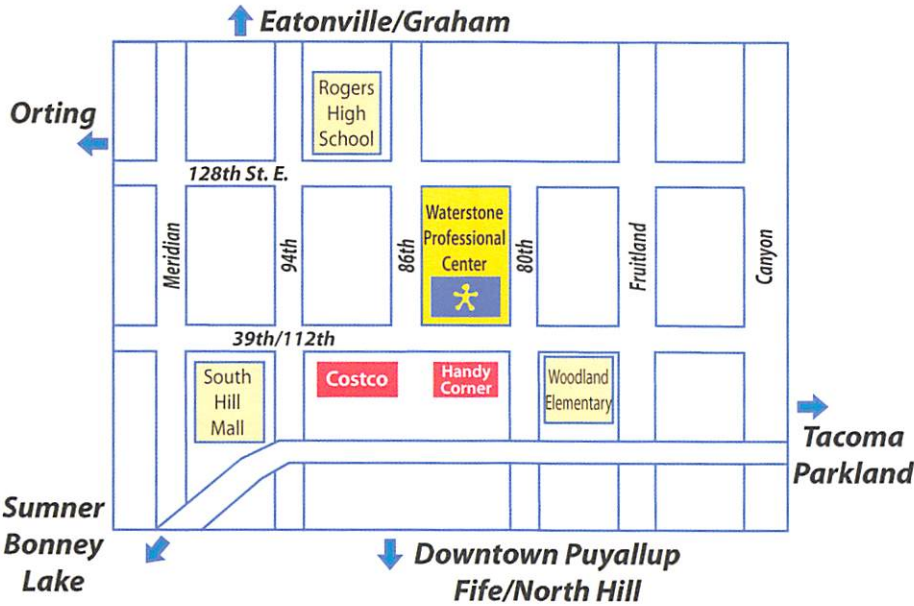 Eatonville/Graham
Orting
Rogers
High
School
128th St. E.
Meridian
94th
86th
Waterstone
Professional
Center
80th
Fruitland
Canyon
39th/112th
South
Hill
Mall
Costco
Handy
Corner
Woodland
Elementary
Tacoma
Parkland
Sumner
Bonney
Lake
Downtown Puyallup
Fife/North Hill